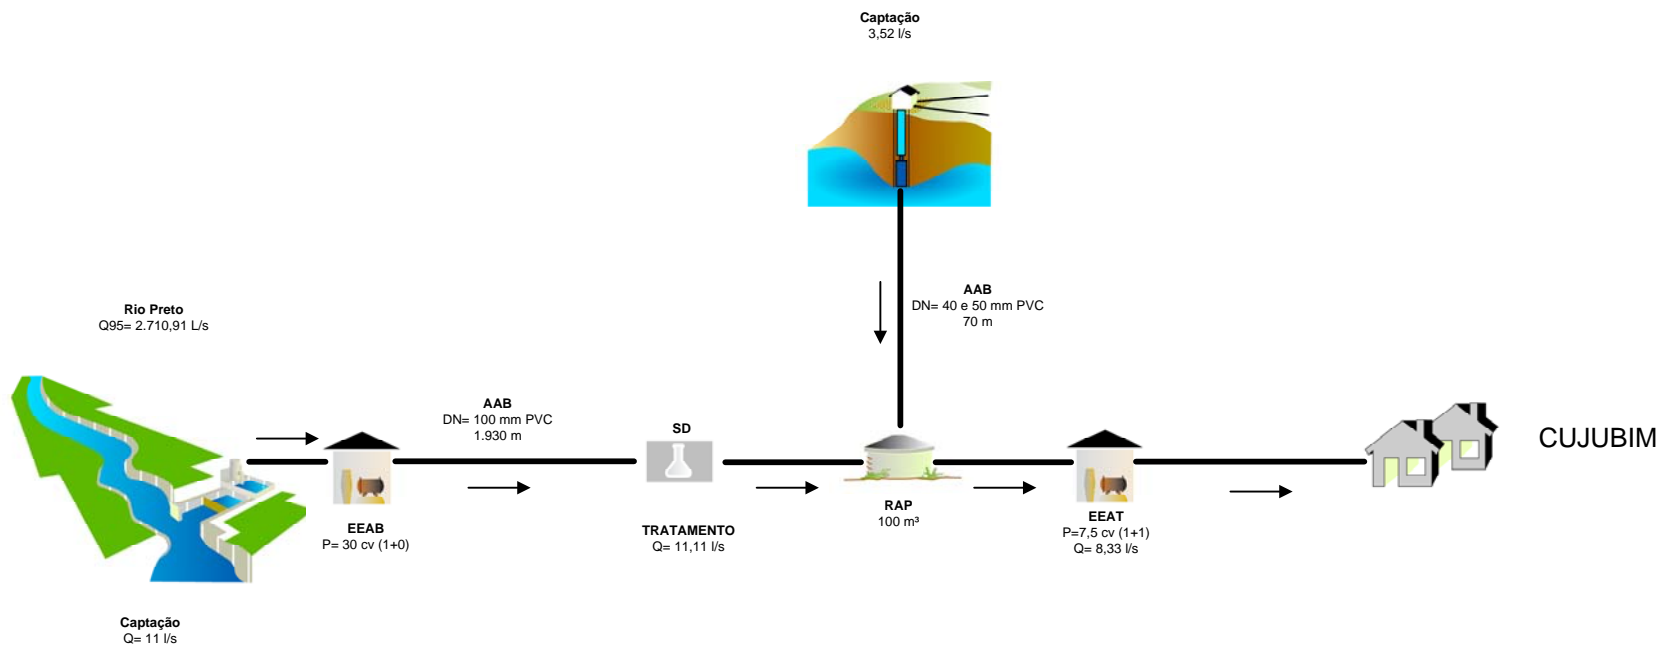 Captação
3,52 l/s
AAB
DN= 40 e 50 mm PVC
70 m
Rio Preto
Q95= 2.710,91 L/s
AAB
DN= 100 mm PVC
1.930 m
SD
CUJUBIM
EEAB
P= 30 cv (1+0)
TRATAMENTO
Q= 11,11 l/s
RAP
100 m³
EEAT
P=7,5 cv (1+1)
Q= 8,33 l/s
Captação
Q= 11 l/s